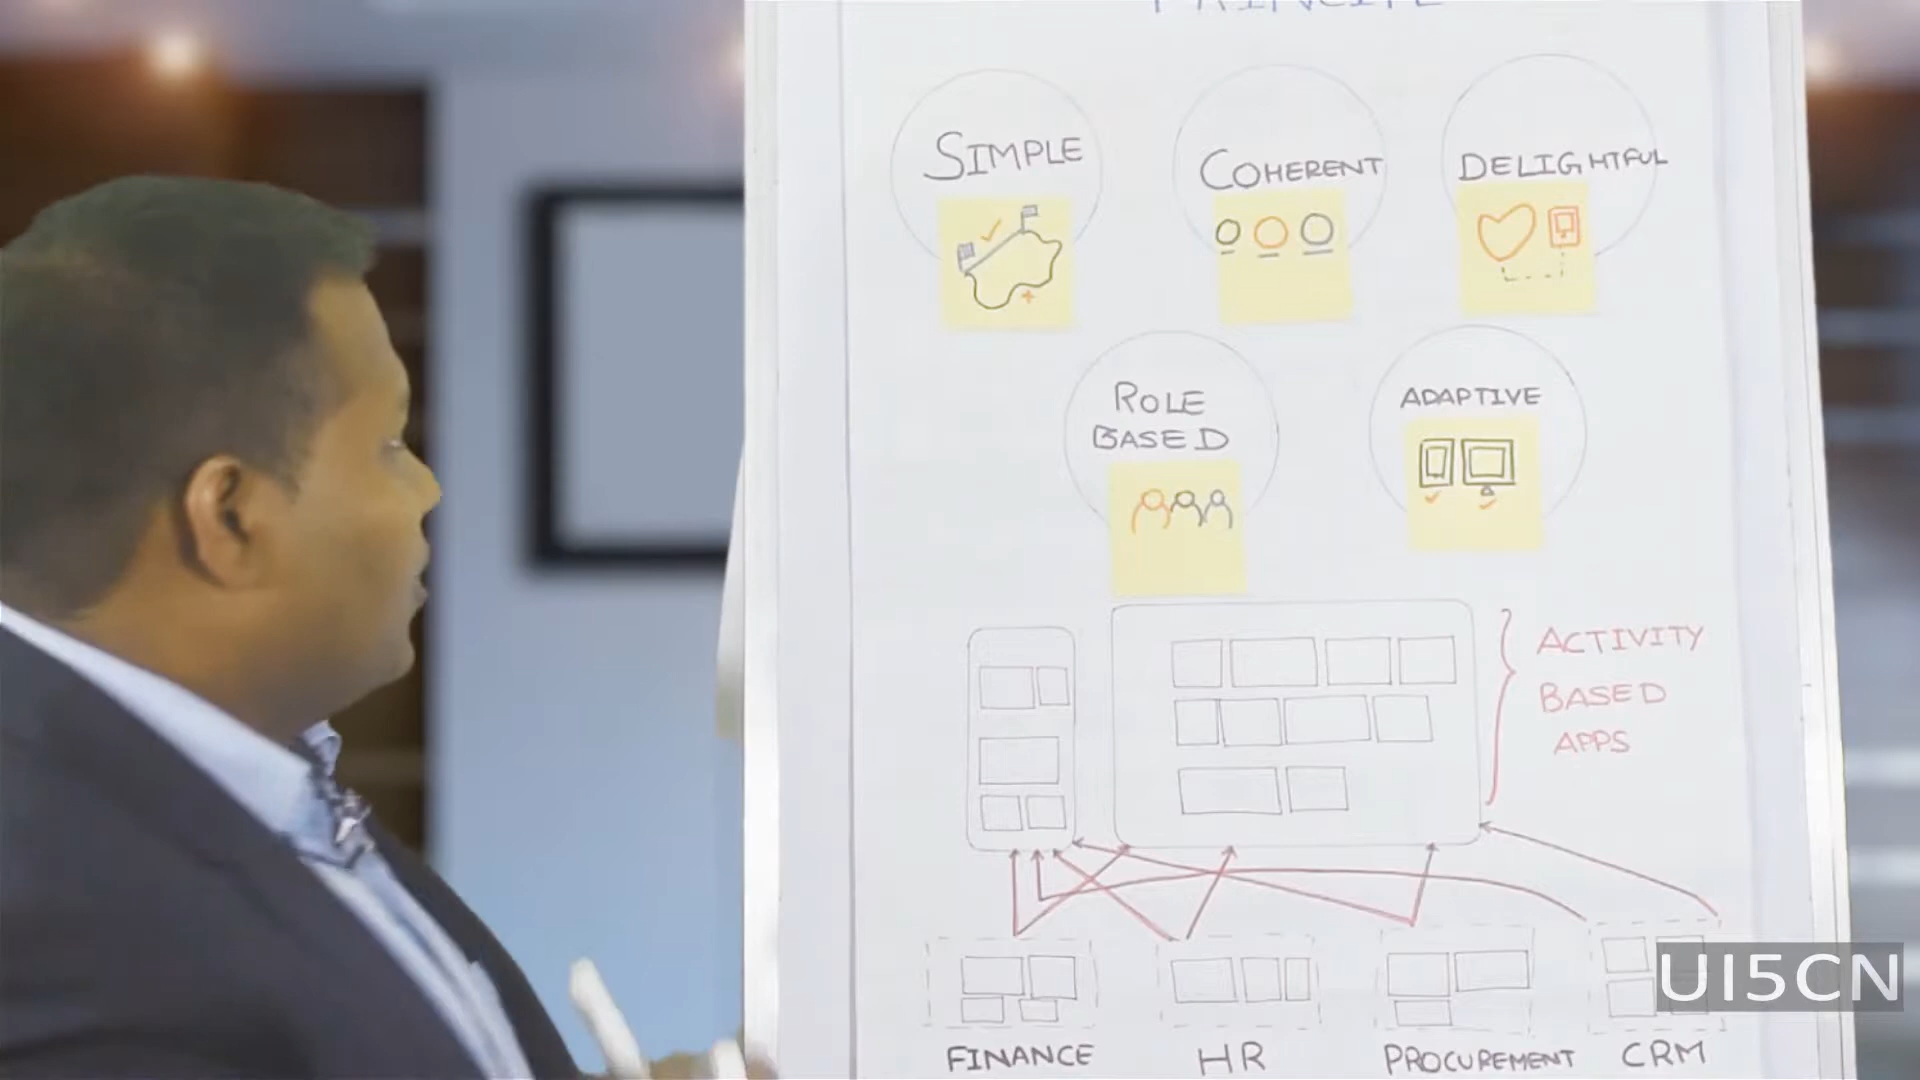 SIMPLE
COHERENT
DELIGHTFUL
ROLE
BASED
ADAPTIVE
ACTIVITY
BASED
APPS
FINANCE
HR
PROCUREMENT
CRM
UI5CN